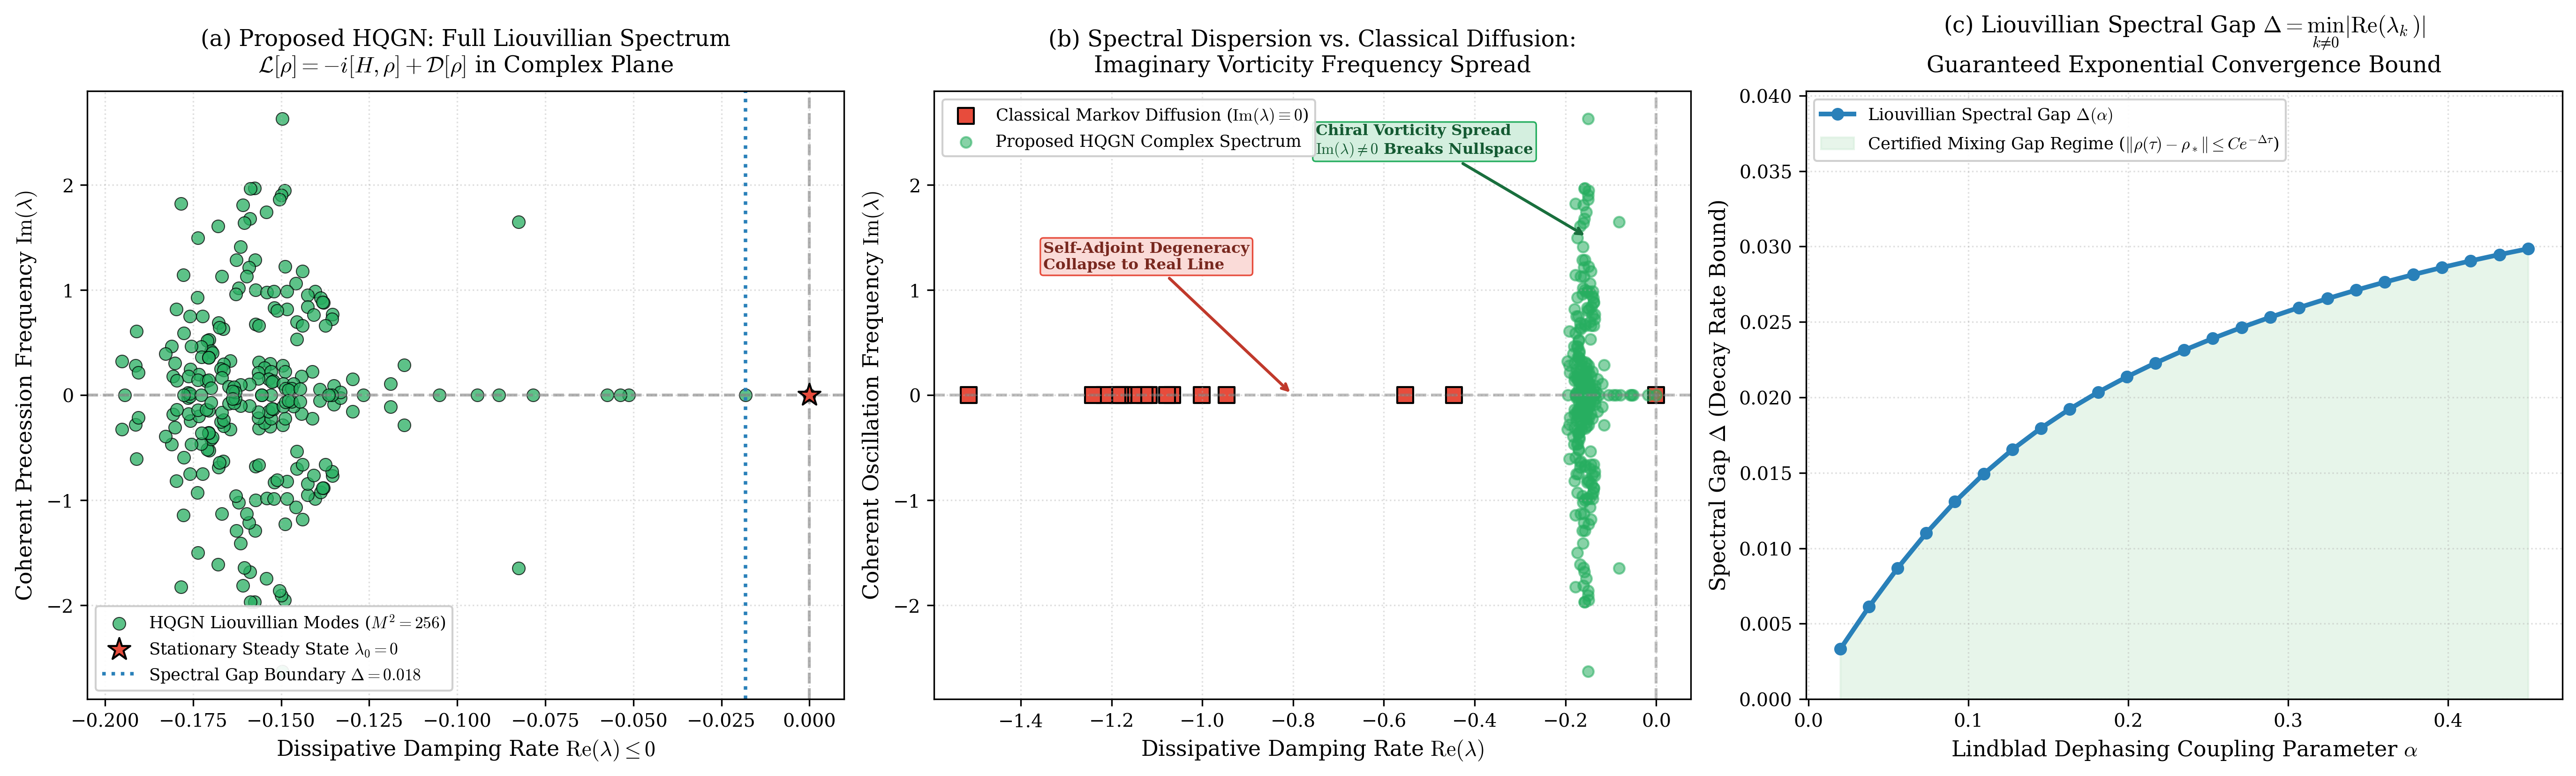 (a) Proposed HQGN: Full Liouvillian Spectrum
ℒ[ρ] = −i[H, ρ] + 𝒟[ρ] in Complex Plane
Coherent Precession Frequency Im(λ)
2
1
0
−1
−2
HQGN Liouvillian Modes (M² = 256)
Stationary Steady State λ₀ = 0
Spectral Gap Boundary Δ = 0.018
−0.200
−0.175
−0.150
−0.125
−0.100
−0.075
−0.050
−0.025
0.000
Dissipative Damping Rate Re(λ) ≤ 0
(b) Spectral Dispersion vs. Classical Diffusion:
Imaginary Vorticity Frequency Spread
Coherent Oscillation Frequency Im(λ)
2
1
0
−1
−2
Classical Markov Diffusion (Im(λ) ≡ 0)
Proposed HQGN Complex Spectrum
Chiral Vorticity Spread
Im(λ) ≠ 0 Breaks Nullspace
Self-Adjoint Degeneracy
Collapse to Real Line
−1.4
−1.2
−1.0
−0.8
−0.6
−0.4
−0.2
0.0
Dissipative Damping Rate Re(λ)
(c) Liouvillian Spectral Gap Δ = min_{k≠0} |Re(λₖ)|
Guaranteed Exponential Convergence Bound
Spectral Gap Δ (Decay Rate Bound)
0.040
0.035
0.030
0.025
0.020
0.015
0.010
0.005
0.000
Liouvillian Spectral Gap Δ(α)
Certified Mixing Gap Regime (‖ρ(τ) − ρ_*‖ ≤ Ce^{−Δτ})
0.0
0.1
0.2
0.3
0.4
Lindblad Dephasing Coupling Parameter α